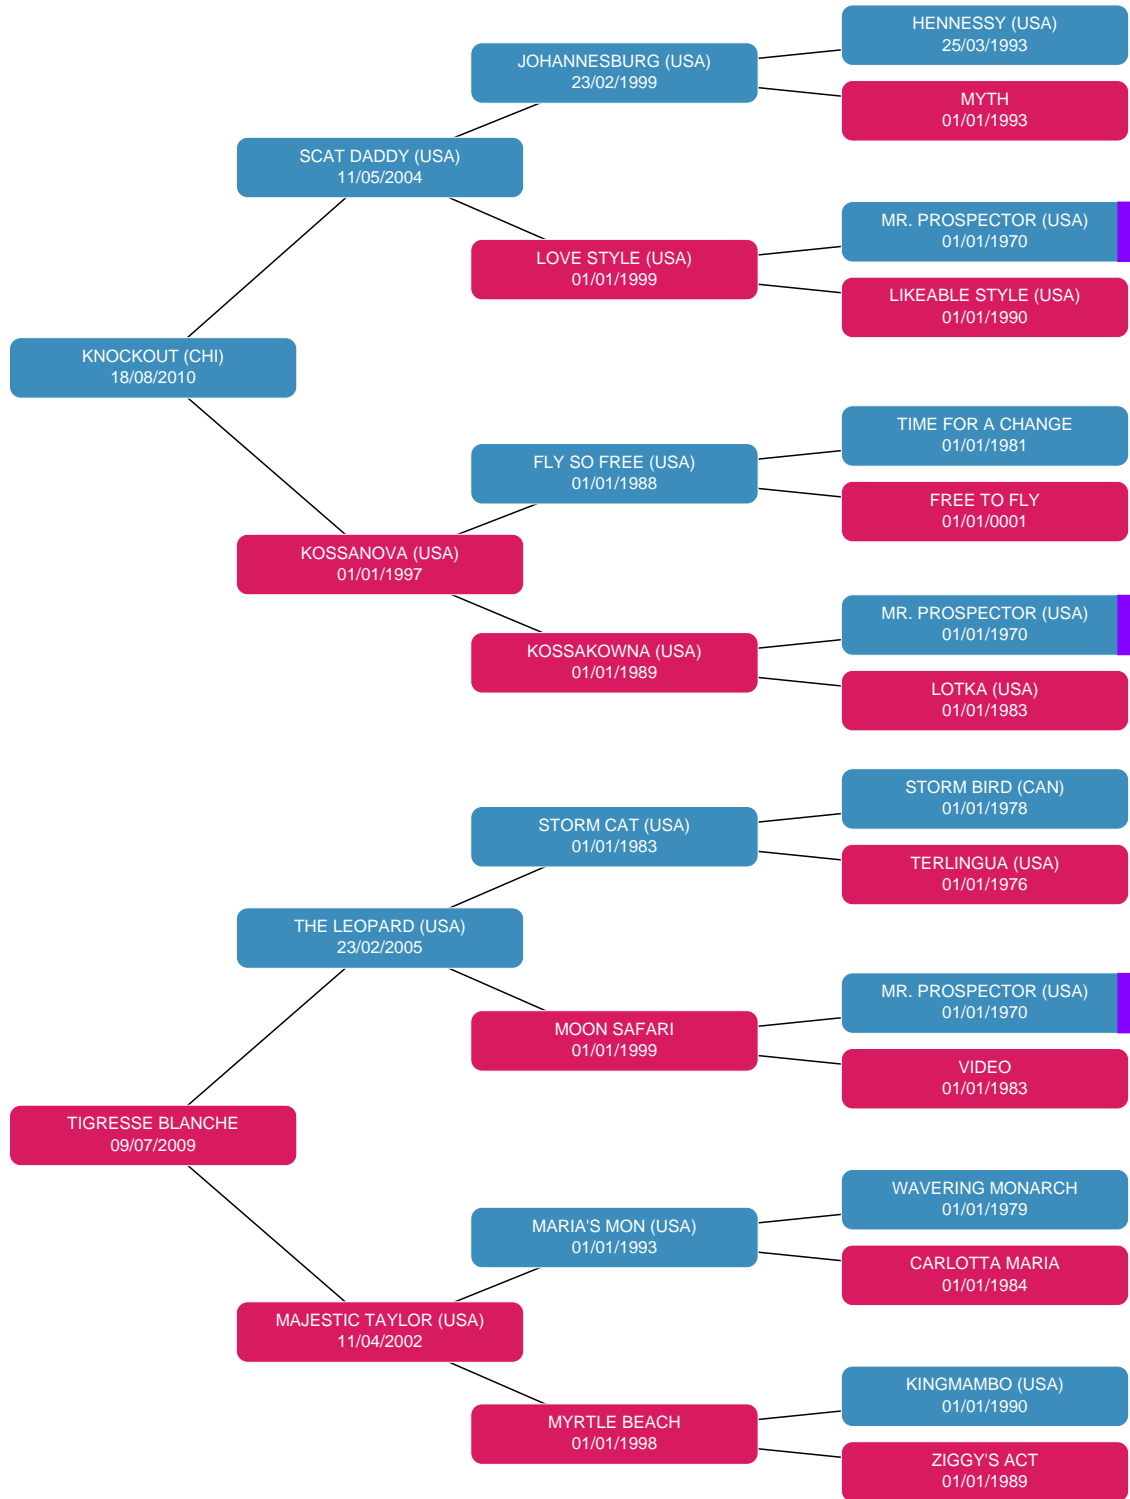 HENNESSY (USA)
25/03/1993
JOHANNESBURG (USA)
23/02/1999
MYTH
01/01/1993
SCAT DADDY (USA)
11/05/2004
MR. PROSPECTOR (USA)
01/01/1970
LOVE STYLE (USA)
01/01/1999
LIKEABLE STYLE (USA)
01/01/1990
KNOCKOUT (CHI)
18/08/2010
TIME FOR A CHANGE
01/01/1981
FLY SO FREE (USA)
01/01/1988
FREE TO FLY
01/01/0001
KOSSANOVA (USA)
01/01/1997
MR. PROSPECTOR (USA)
01/01/1970
KOSSAKOWNA (USA)
01/01/1989
LOTKA (USA)
01/01/1983
STORM BIRD (CAN)
01/01/1978
STORM CAT (USA)
01/01/1983
TERLINGUA (USA)
01/01/1976
THE LEOPARD (USA)
23/02/2005
MR. PROSPECTOR (USA)
01/01/1970
MOON SAFARI
01/01/1999
VIDEO
01/01/1983
TIGRESSE BLANCHE
09/07/2009
WAVERING MONARCH
01/01/1979
MARIA'S MON (USA)
01/01/1993
CARLOTTA MARIA
01/01/1984
MAJESTIC TAYLOR (USA)
11/04/2002
KINGMAMBO (USA)
01/01/1990
MYRTLE BEACH
01/01/1998
ZIGGY'S ACT
01/01/1989